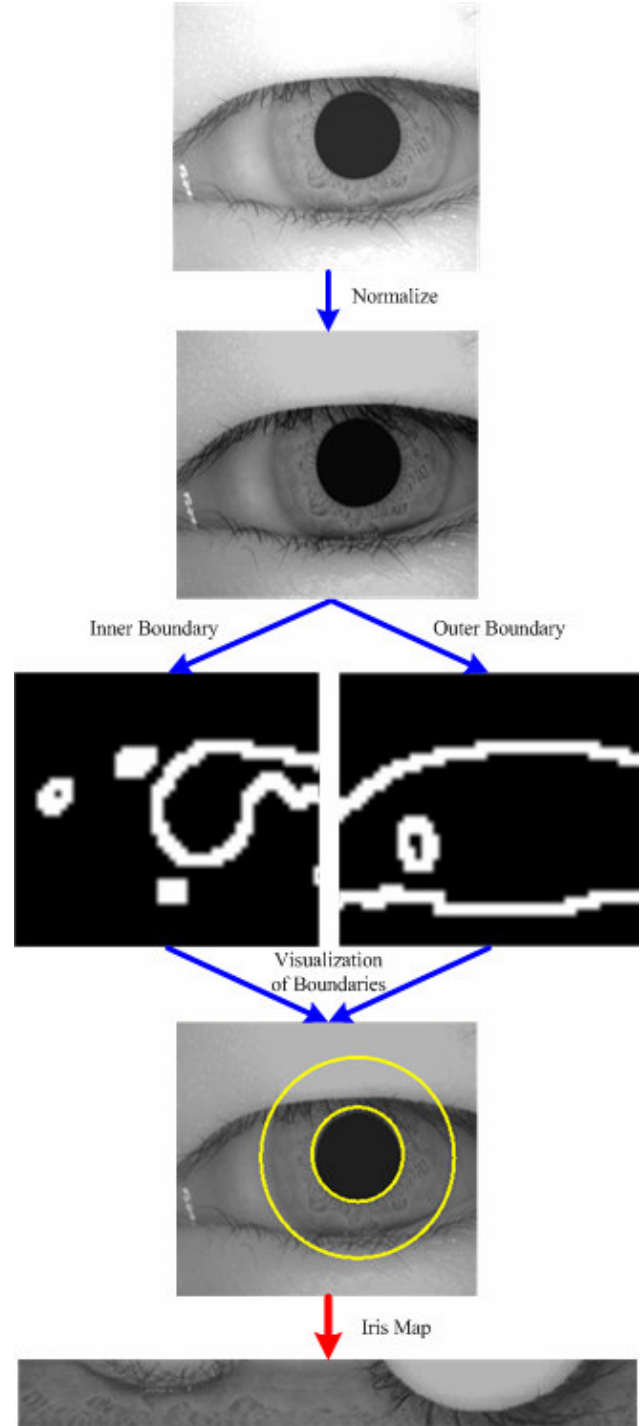 Normalize
Inner Boundary
Outer Boundary
Visualization
of Boundaries
Iris Map